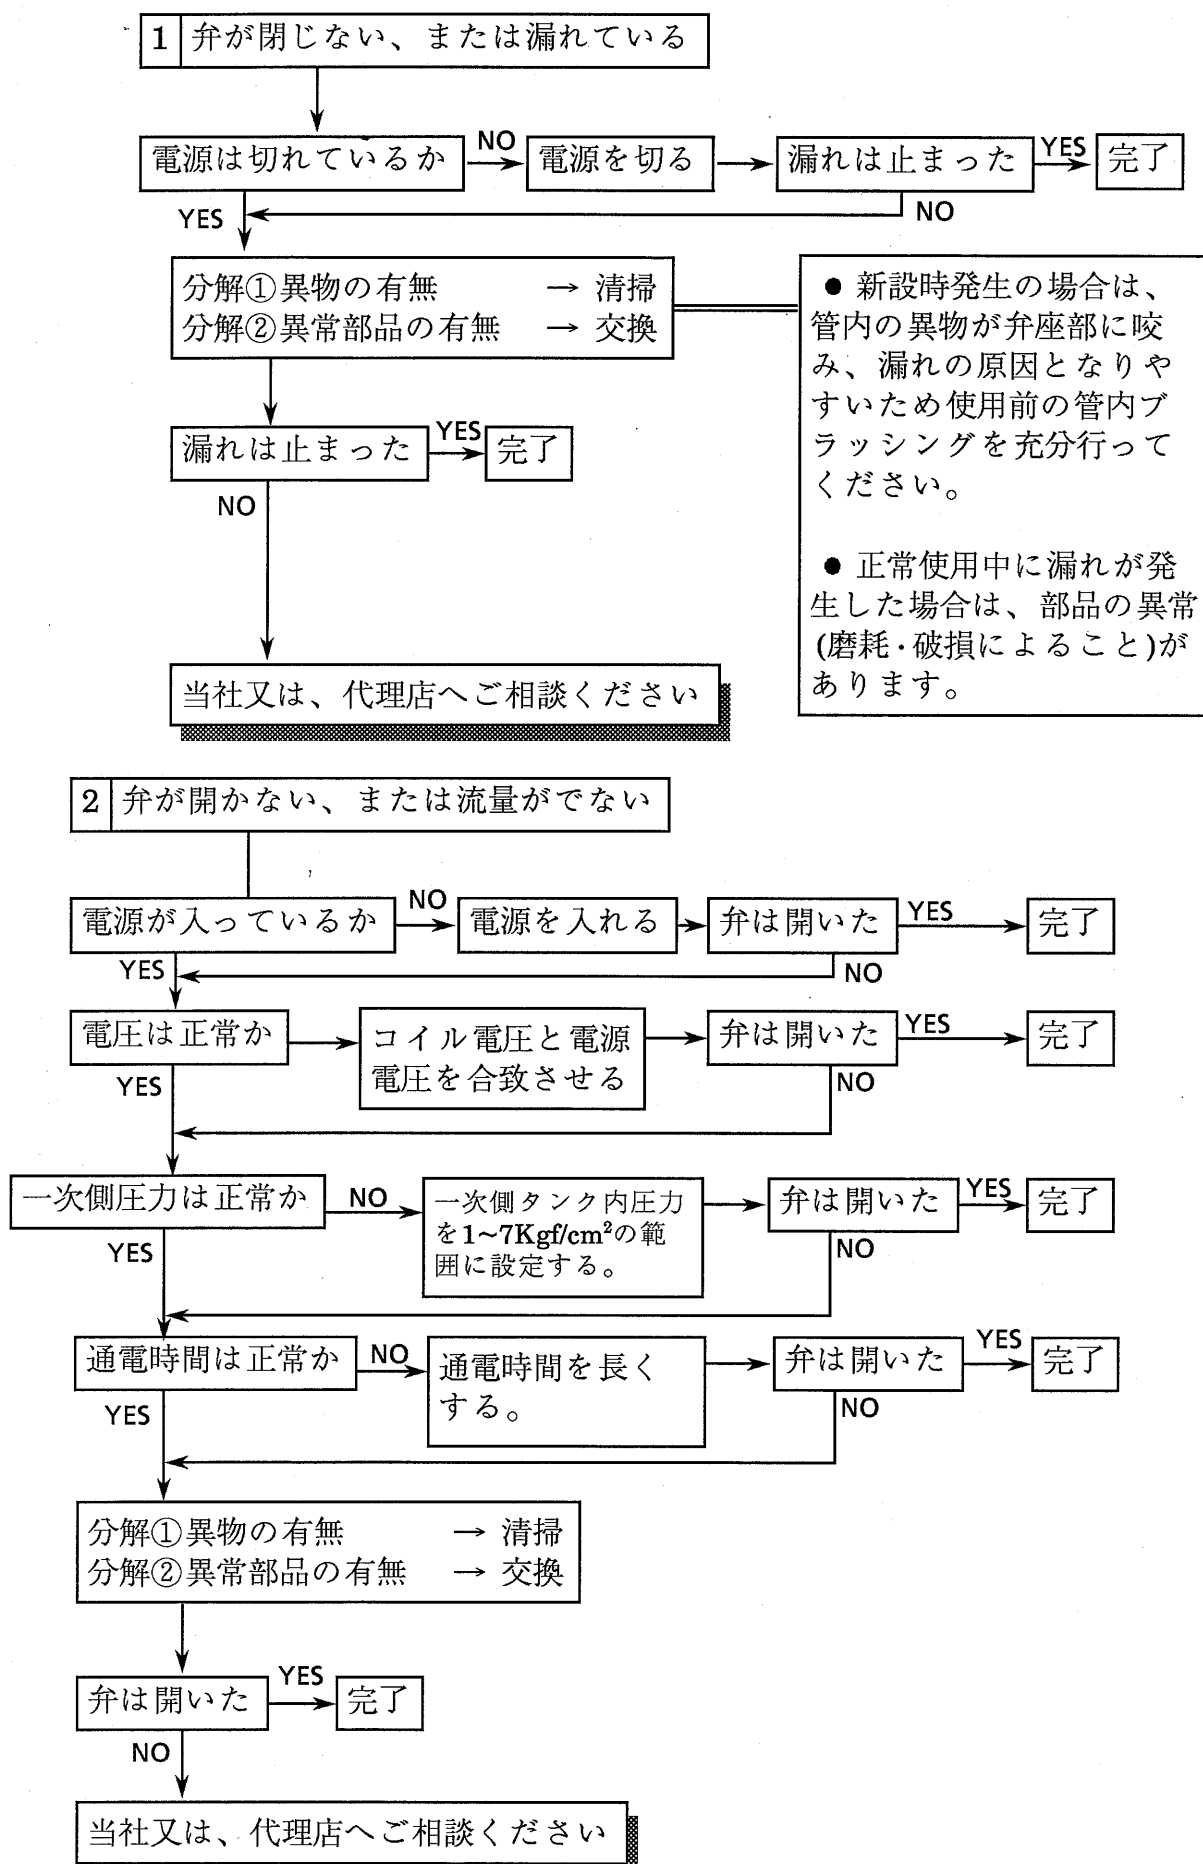 1 弁が閉じない、または漏れている
電源は切れているか
NO
電源を切る
漏れは止まった
YES
完了
YES
NO
分解①異物の有無 → 清掃
分解②異常部品の有無 → 交換
● 新設時発生の場合は、
管内の異物が弁座部に咬
み、漏れの原因となりや
すいため使用前の管内ブ
ラッシングを充分行って
ください。
● 正常使用中に漏れが発
生した場合は、部品の異常
(磨耗・破損によること)が
あります。
漏れは止まった
YES
完了
NO
当社又は、代理店へご相談ください
2 弁が開かない、または流量がでない
電源が入っているか
NO
電源を入れる
弁は開いた
YES
完了
YES
NO
電圧は正常か
コイル電圧と電源
電圧を合致させる
弁は開いた
YES
完了
YES
NO
一次側圧力は正常か
NO
一次側タンク内圧力
を1~7Kgf/cm²の範
囲に設定する。
弁は開いた
YES
完了
YES
NO
通電時間は正常か
NO
通電時間を長く
する。
弁は開いた
YES
完了
YES
NO
分解①異物の有無 → 清掃
分解②異常部品の有無 → 交換
弁は開いた
YES
完了
NO
当社又は、代理店へご相談ください